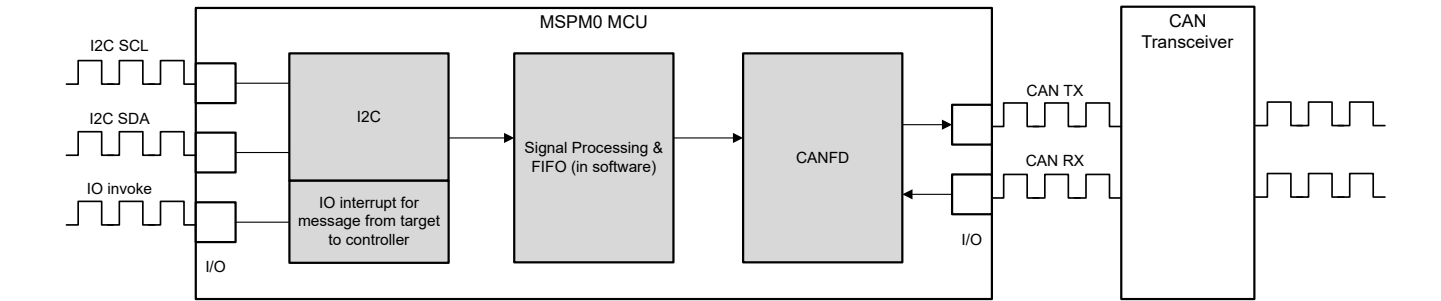 MSPM0 MCU
CAN
Transceiver
I2C SCL
I2C SDA
IO invoke
I/O
I2C
IO interrupt for
message from target
to controller
Signal Processing &
FIFO (in software)
CANFD
CAN TX
CAN RX
I/O